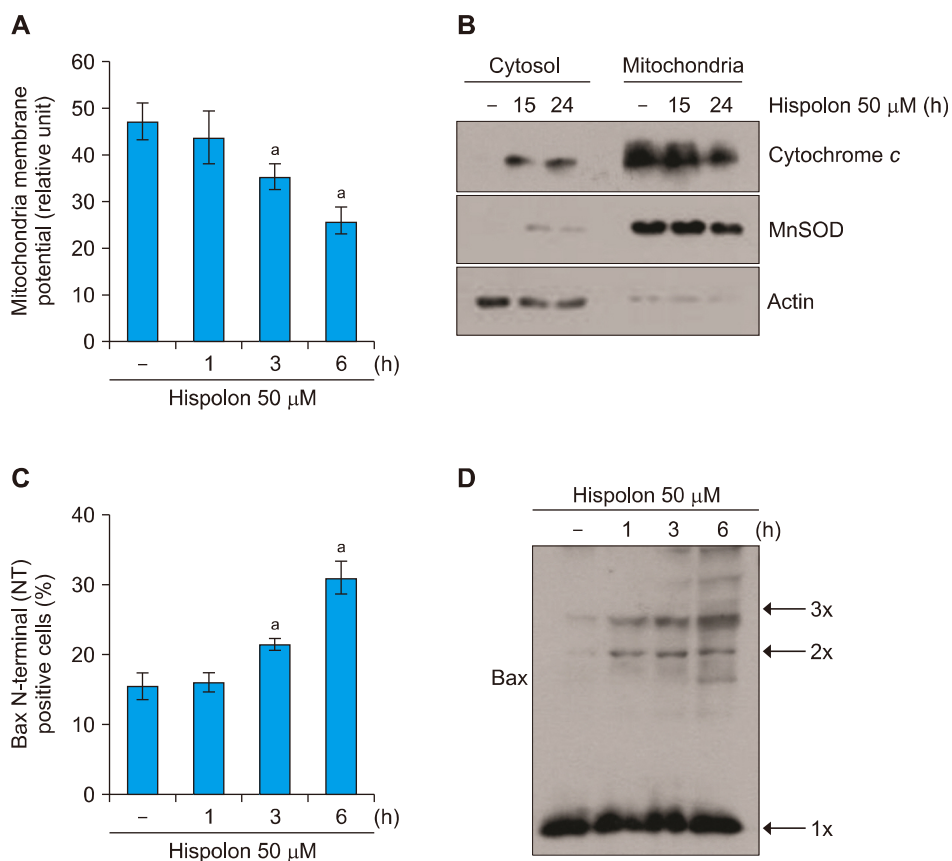 A
Mitochondria membrane
potential (relative unit)
60
50
40
30
20
10
0
a
a
– 1 3 6 (h)
Hispolon 50 μM
B
Cytosol Mitochondria
– 15 24 – 15 24 Hispolon 50 μM (h)
Cytochrome c
MnSOD
Actin
C
Bax N-terminal (NT)
positive cells (%)
40
30
20
10
0
a
a
– 1 3 6 (h)
Hispolon 50 μM
D
Hispolon 50 μM
– 1 3 6 (h)
3x
2x
Bax
1x